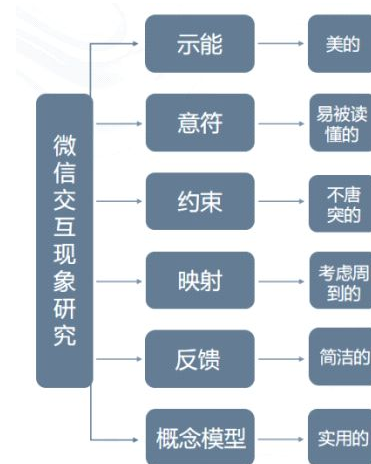 微信交互现象研究
示能
美的
意符
易被读
懂的
约束
不唐
突的
映射
考虑周
到的
反馈
简洁的
概念模型
实用的